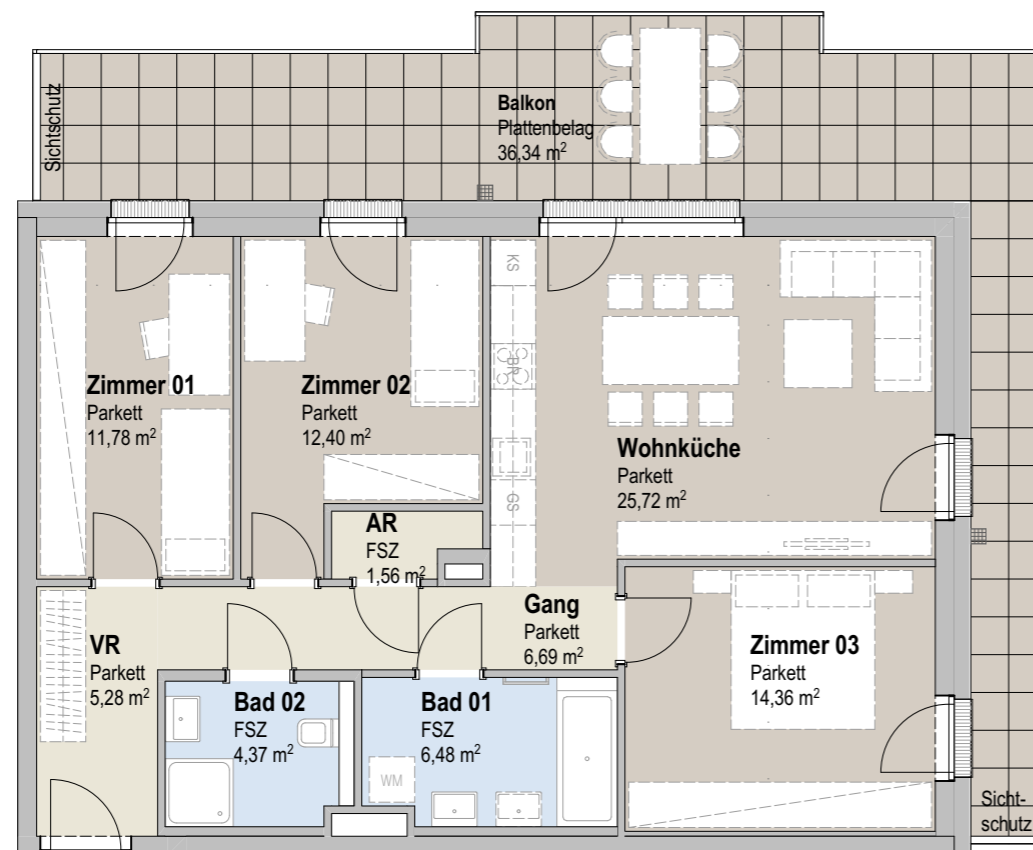 Sichtschutz
Balkon
Plattenbelag
36,34 m²
KS
BR
GS
Zimmer 01
Parkett
11,78 m²
Zimmer 02
Parkett
12,40 m²
Wohnküche
Parkett
25,72 m²
AR
FSZ
1,56 m²
Gang
Parkett
6,69 m²
VR
Parkett
5,28 m²
Zimmer 03
Parkett
14,36 m²
Bad 02
FSZ
4,37 m²
Bad 01
FSZ
6,48 m²
WM
Sicht-
schutz